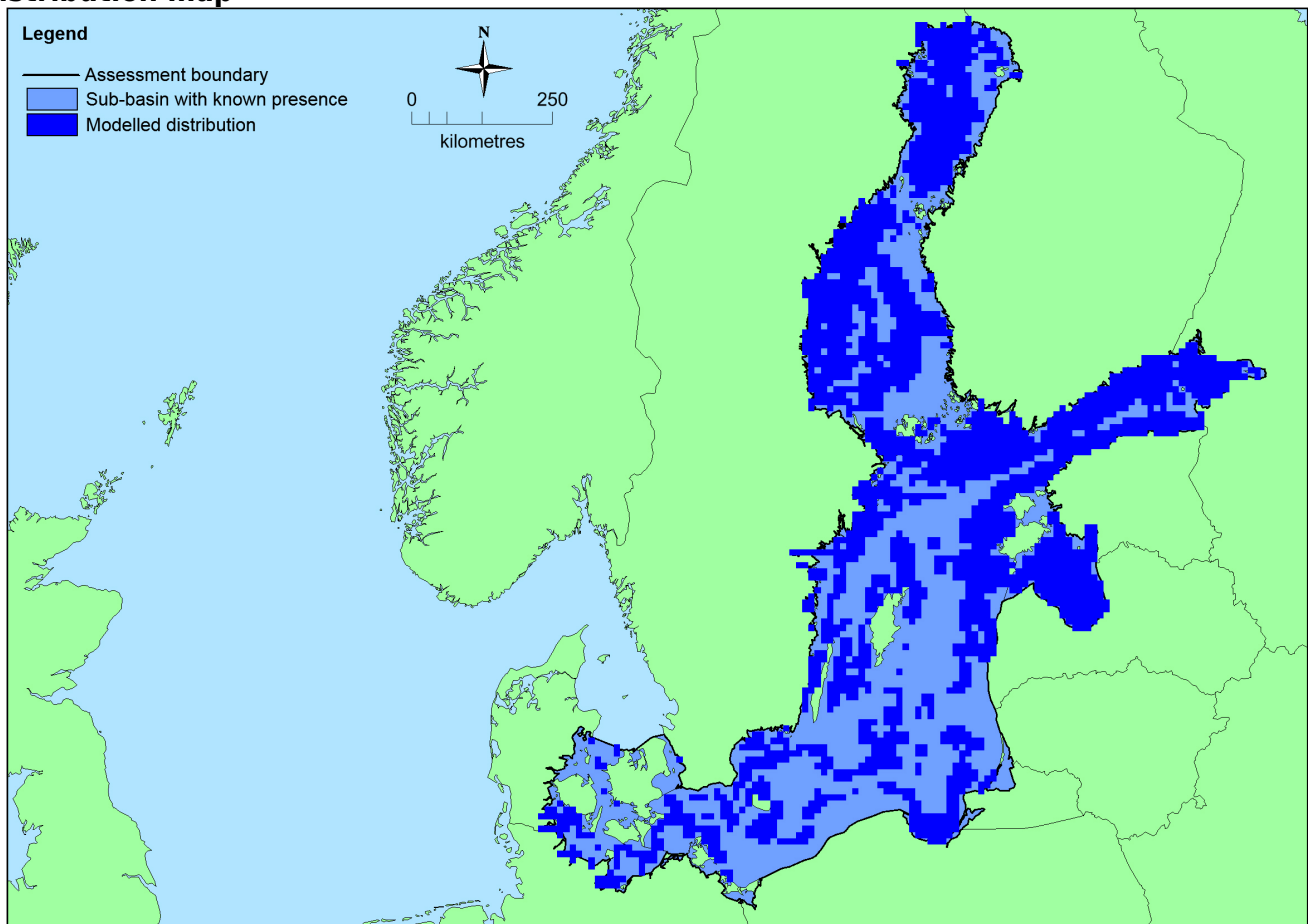 Legend
Assessment boundary
Sub-basin with known presence
Modelled distribution
N
0 250
kilometres